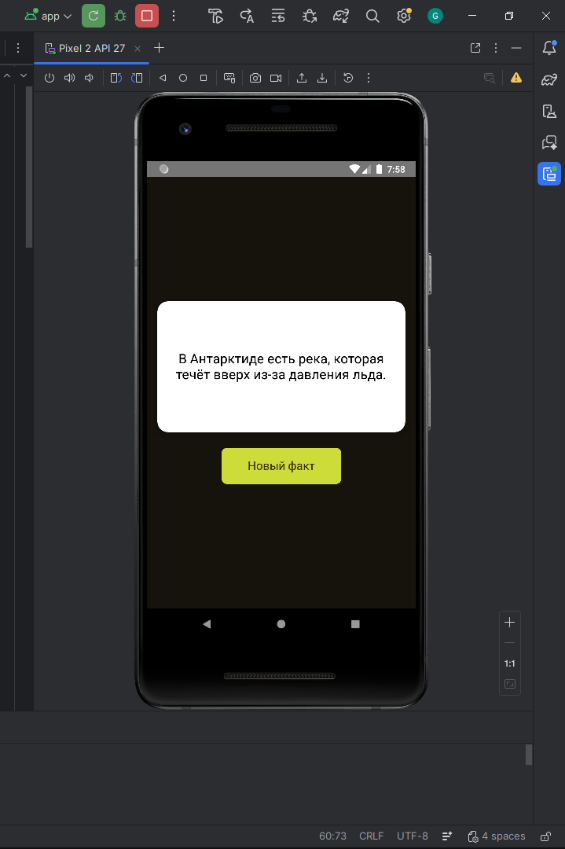 app
G
Pixel 2 API 27
7:58
В Антарктиде есть река, которая
течёт вверх из-за давления льда.
Новый факт
1:1
60:73 CRLF UTF-8 4 spaces